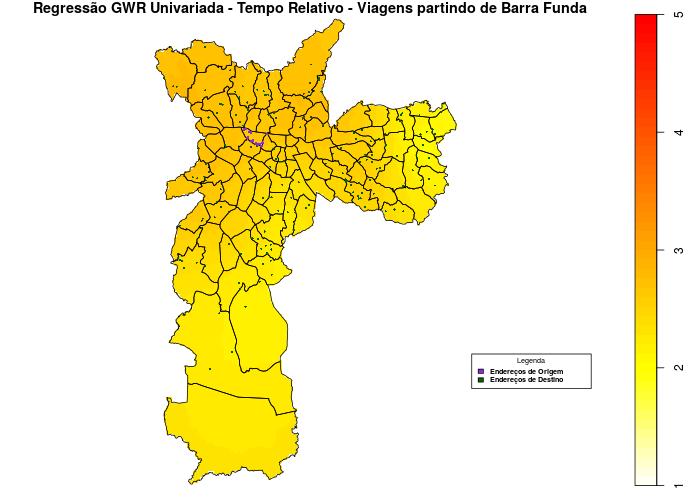 Regressão GWR Univariada - Tempo Relativo - Viagens partindo de Barra Funda
5
4
3
2
1
Legenda
Endereços de Origem
Endereços de Destino